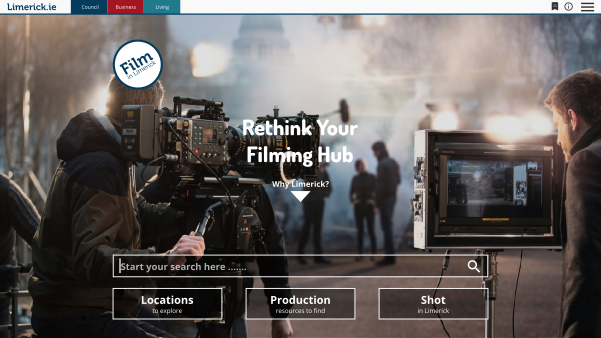 Limerick.ie
Council
Business
Living
Film
in Limerick
Rethink Your
Filming Hub
Why Limerick?
Start your search here .......
Locations
to explore
Production
resources to find
Shot
in Limerick